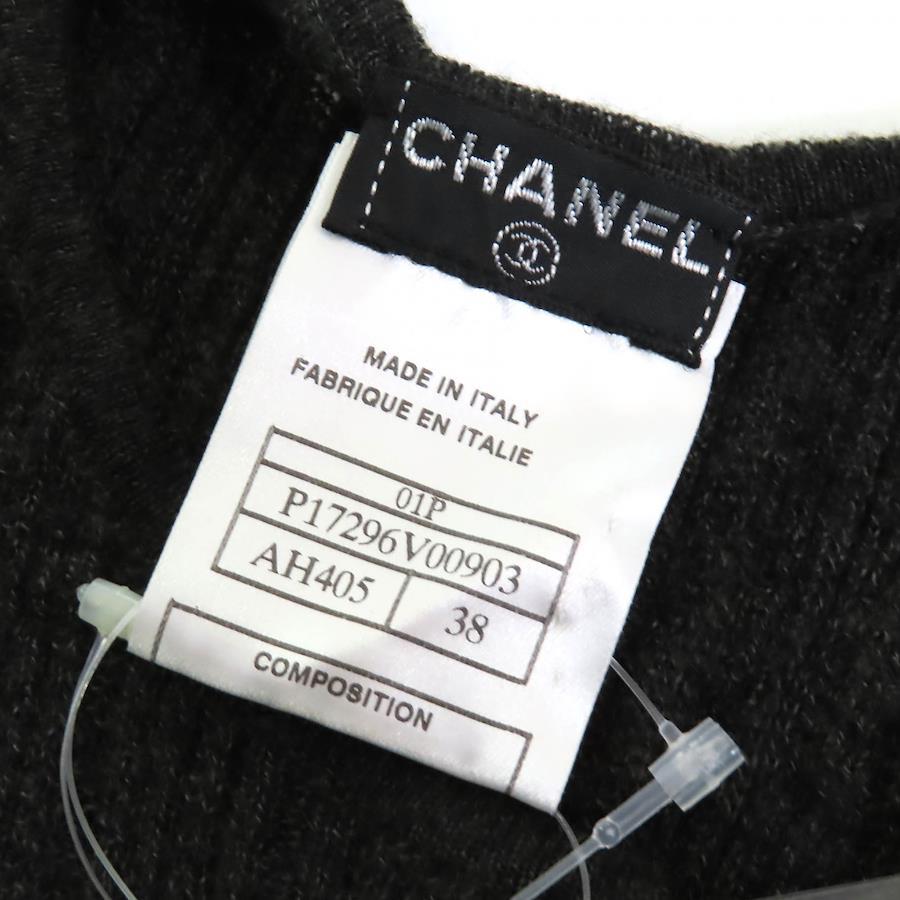 CHANEL
MADE IN ITALY
FABRIQUE EN ITALIE
01P
P17296V00903
AH405 38
COMPOSITION